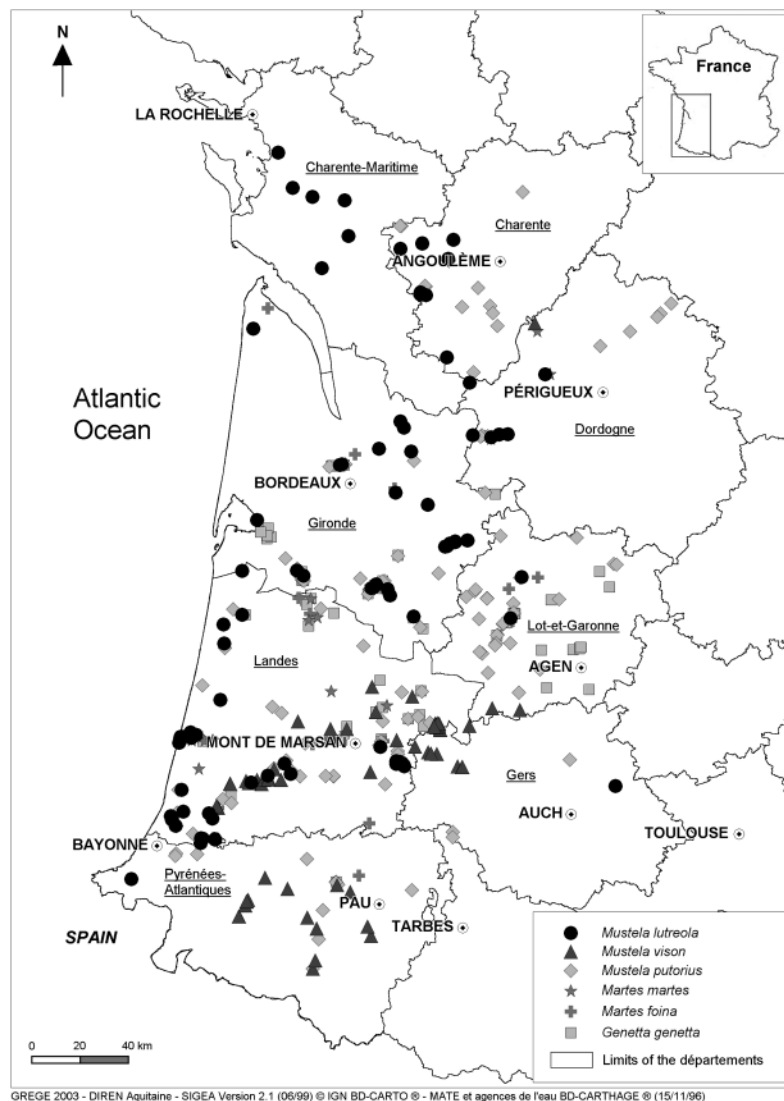 N
France
LA ROCHELLE
Charente-Maritime
Charente
ANGOULÈME
Atlantic
Ocean
PÉRIGUEUX
Dordogne
BORDEAUX
Gironde
Lot-et-Garonne
Landes
AGEN
MONT DE MARSAN
Gers
AUCH
TOULOUSE
BAYONNE
Pyrénées-
Atlantiques
PAU
TARBES
SPAIN
Mustela lutreola
Mustela vison
Mustela putorius
Martes martes
Martes foina
Genetta genetta
Limits of the départements
0 20 40 km
GREGE 2003 - DIREN Aquitaine - SIGEA Version 2.1 (06/99) © IGN BD-CARTO ® - MATE et agences de l'eau BD-CARTHAGE ® (15/11/96)